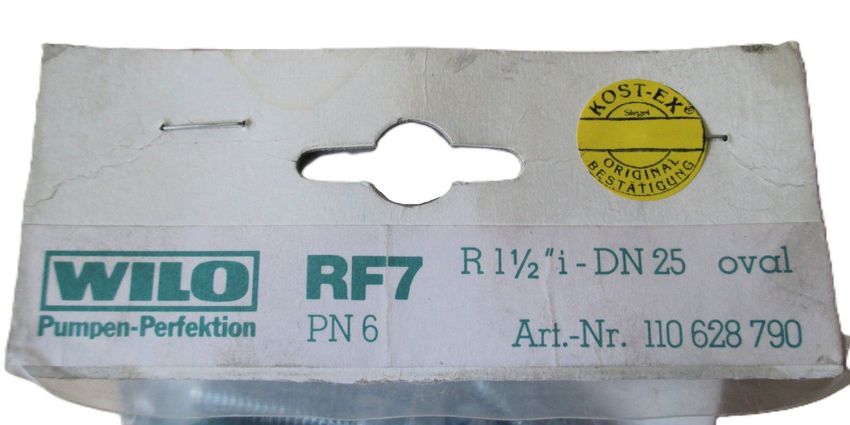 KOST-EX®
Siegel
ORIGINAL
BESTÄTIGUNG
WILO
Pumpen-Perfektion
RF7
PN 6
R 1½"i - DN 25 oval
Art.-Nr. 110 628 790